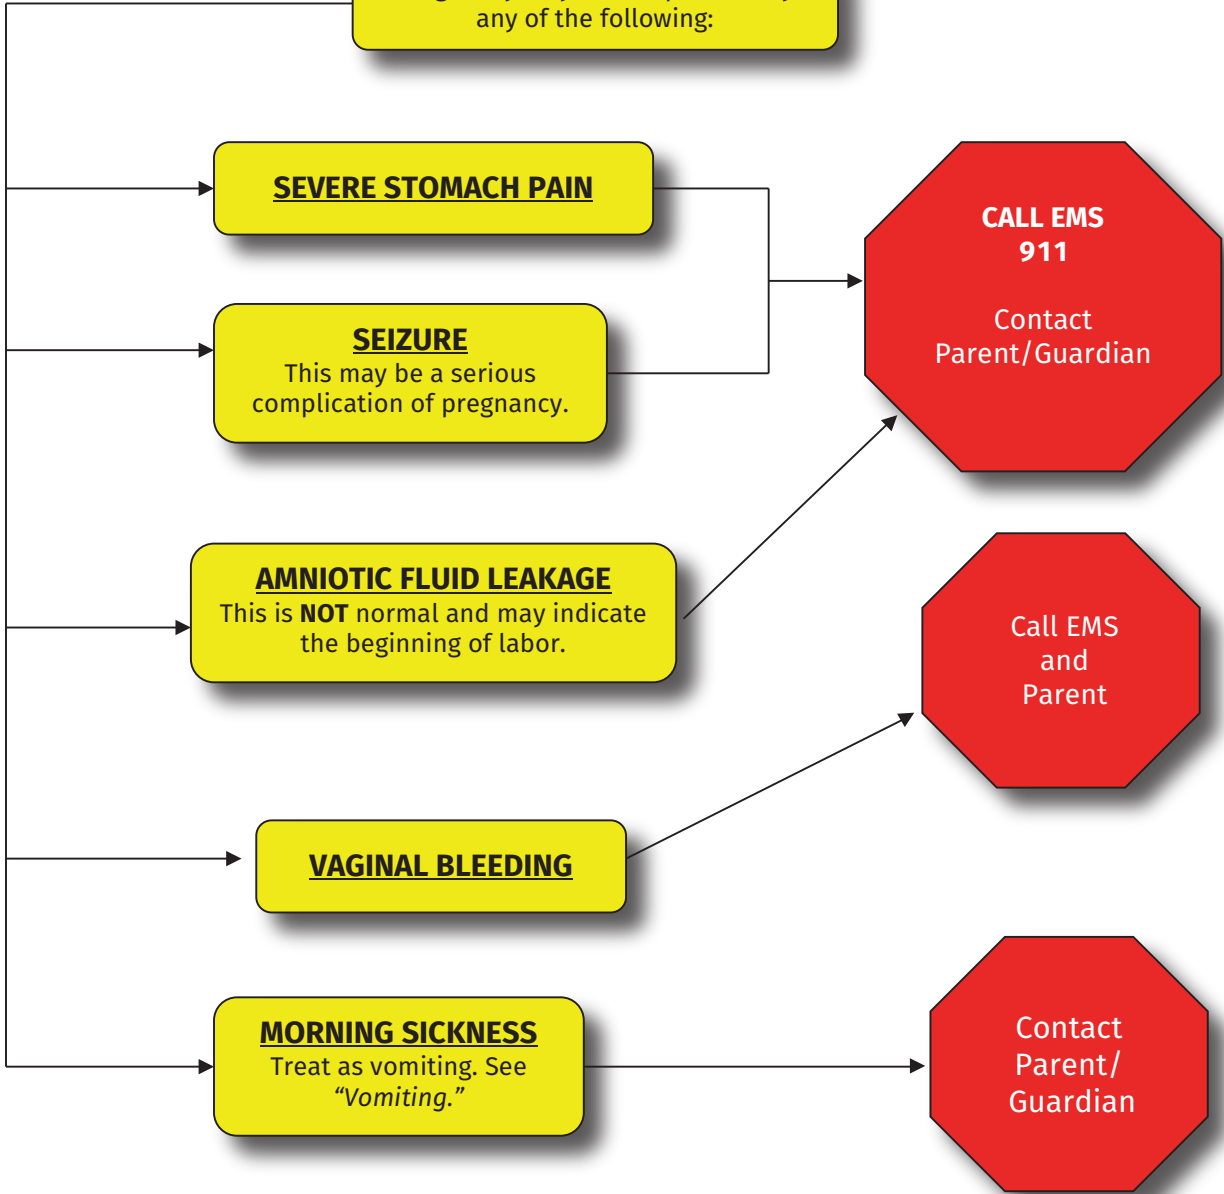 any of the following:
SEVERE STOMACH PAIN
CALL EMS
911
Contact
Parent/Guardian
SEIZURE
This may be a serious
complication of pregnancy.
AMNIOTIC FLUID LEAKAGE
This is NOT normal and may indicate
the beginning of labor.
Call EMS
and
Parent
VAGINAL BLEEDING
MORNING SICKNESS
Treat as vomiting. See
“Vomiting.”
Contact
Parent/
Guardian